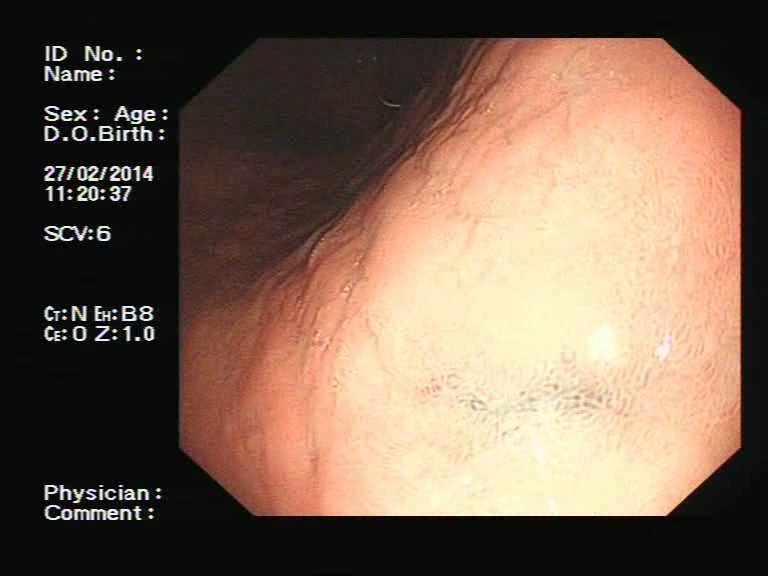 ID No. :
Name:
Sex: Age:
D.O.Birth:
27/02/2014
11:20:37
SCV:6
CT:N EH:B8
CE:0 Z:1.0
Physician:
Comment: